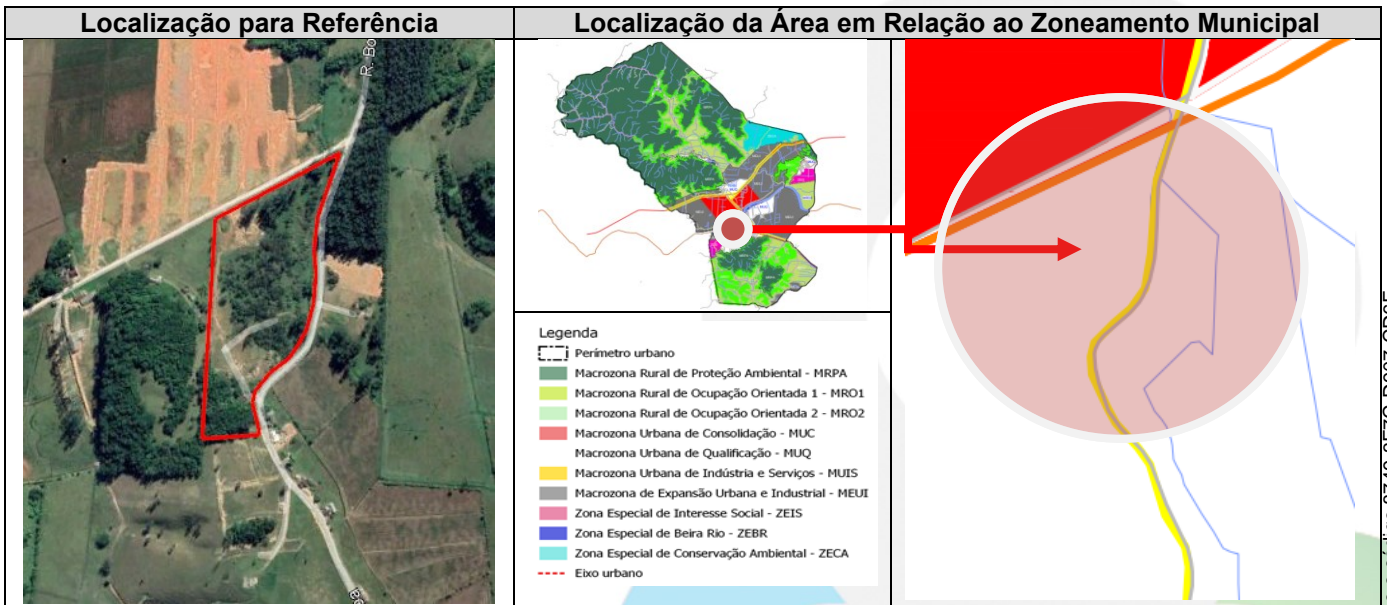 Localização para Referência
Localização da Área em Relação ao Zoneamento Municipal
R. Bo
Legenda
Perímetro urbano
Macrozona Rural de Proteção Ambiental - MRPA
Macrozona Rural de Ocupação Orientada 1 - MRO1
Macrozona Rural de Ocupação Orientada 2 - MRO2
Macrozona Urbana de Consolidação - MUC
Macrozona Urbana de Qualificação - MUQ
Macrozona Urbana de Indústria e Serviços - MUIS
Macrozona de Expansão Urbana e Industrial - MEUI
Zona Especial de Interesse Social - ZEIS
Zona Especial de Beira Rio - ZEBR
Zona Especial de Conservação Ambiental - ZECA
Eixo urbano